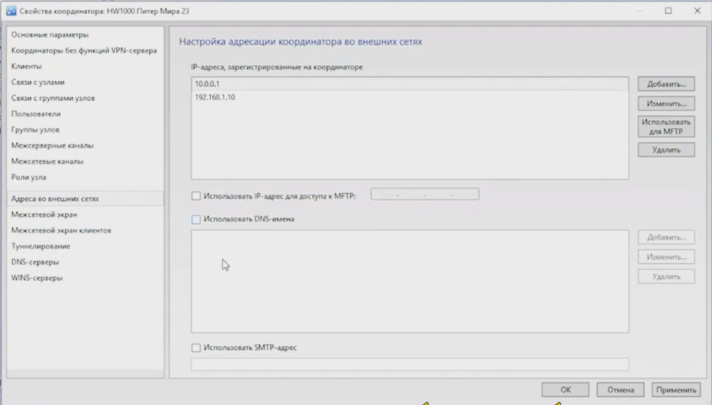 Свойства координатора: HW1000 Питер Мира 23
Основные параметры
Координаторы без функций VPN-сервера
Клиенты
Связи с узлами
Связи с группами узлов
Пользователи
Группы узлов
Межсерверные каналы
Межсетевые каналы
Роли узла
Адреса во внешних сетях
Межсетевой экран
Межсетевой экран клиентов
Туннелирование
DNS-серверы
WINS-серверы
Настройка адресации координатора во внешних сетях
IP-адреса, зарегистрированные на координаторе
10.0.0.1
192.168.1.10
Добавить...
Изменить...
Использовать
для MFTP
Удалить
Использовать IP-адрес для доступа к MFTP:
Использовать DNS-имена
Добавить...
Изменить...
Удалить
Использовать SMTP-адрес
OK
Отмена
Применить